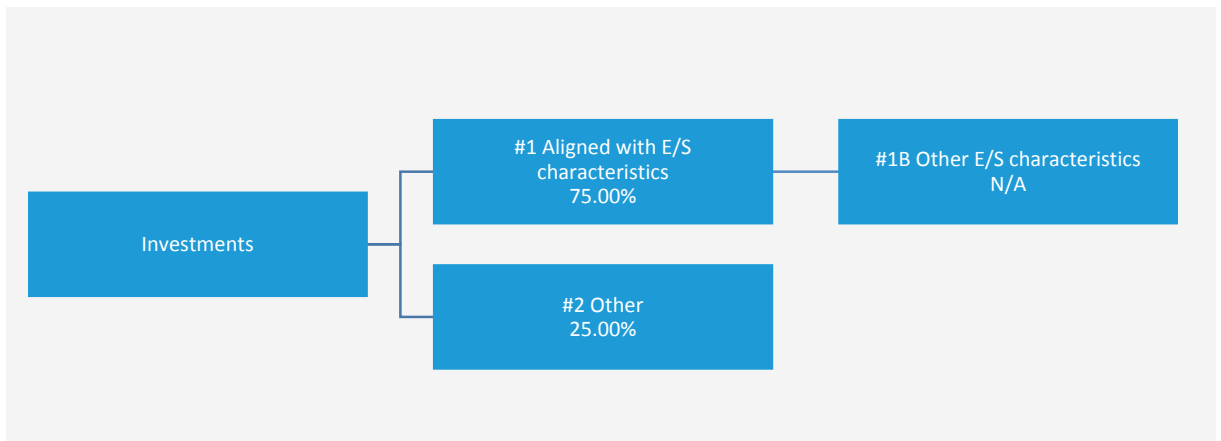 Investments
#1 Aligned with E/S
characteristics
75.00%
#1B Other E/S characteristics
N/A
#2 Other
25.00%